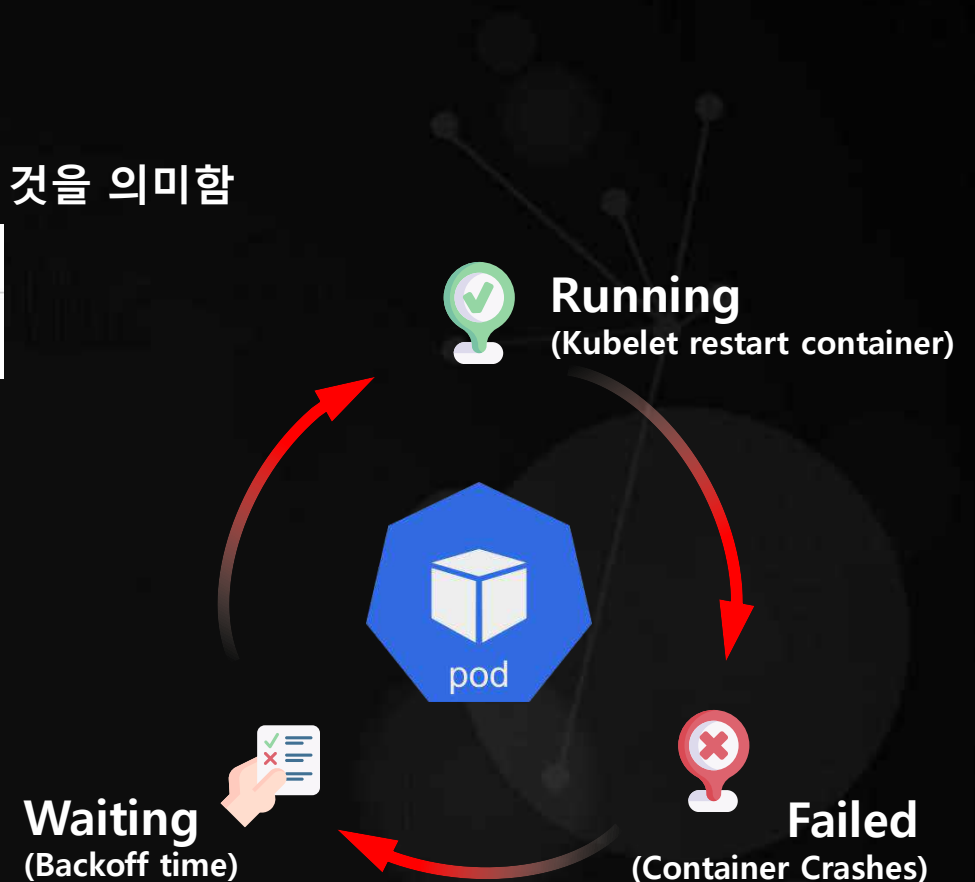 것을 의미함
Running
(Kubelet restart container)
pod
Waiting
(Backoff time)
Failed
(Container Crashes)